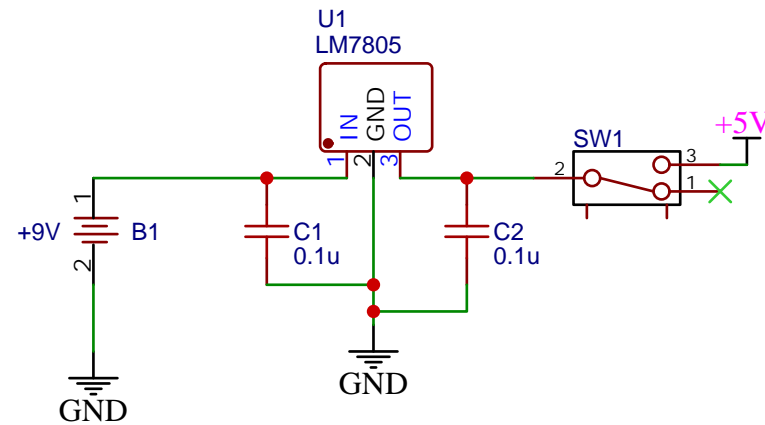 U1
LM7805
IN
GND
OUT
1
2
3
+5V
SW1
2
3
1
1
+9V
B1
2
C1
0.1u
C2
0.1u
GND
GND